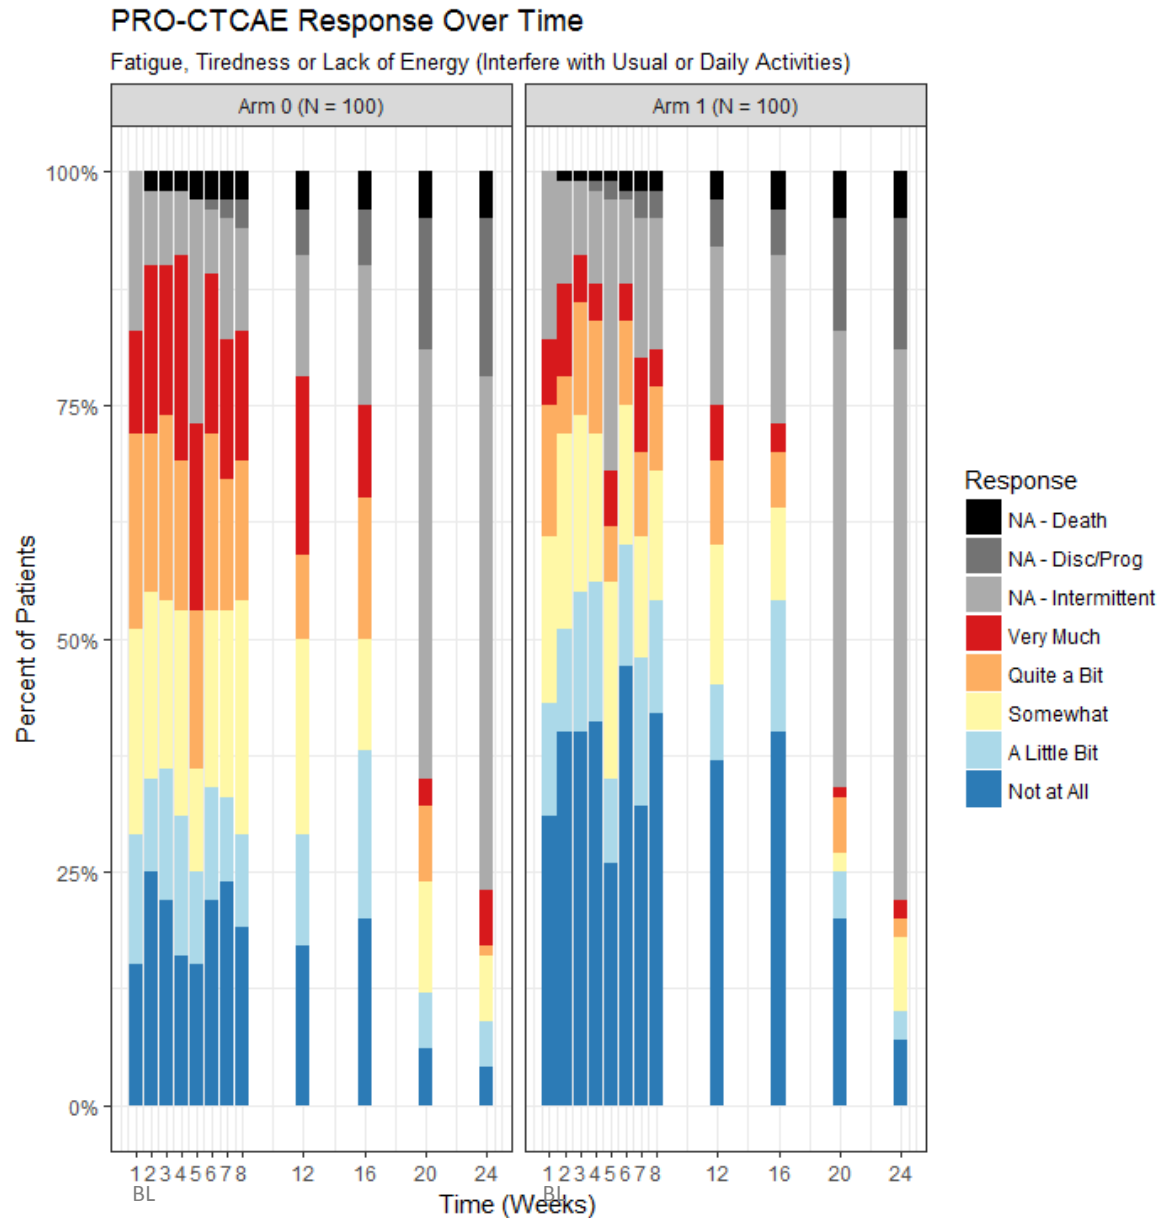 PRO-CTCAE Response Over Time
Fatigue, Tiredness or Lack of Energy (Interfere with Usual or Daily Activities)
Arm 0 (N = 100)
Arm 1 (N = 100)
Percent of Patients
100%
75%
50%
25%
0%
1 2 3 4 5 6 7 8 12 16 20 24
BL
1 2 3 4 5 6 7 8 12 16 20 24
BL
Time (Weeks)
Response
NA - Death
NA - Disc/Prog
NA - Intermittent
Very Much
Quite a Bit
Somewhat
A Little Bit
Not at All